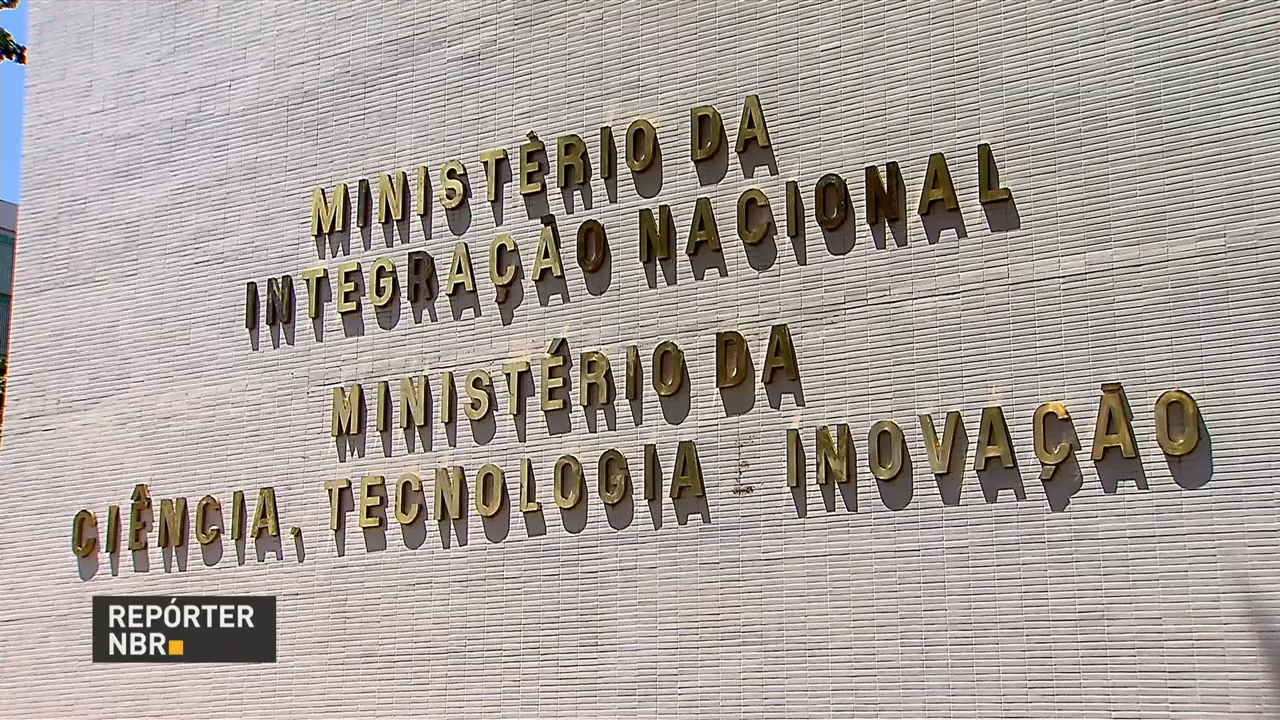 MINISTÉRIO DA
INTEGRAÇÃO NACIONAL
MINISTÉRIO DA
CIÊNCIA, TECNOLOGIA E INOVAÇÃO
REPÓRTER
NBR